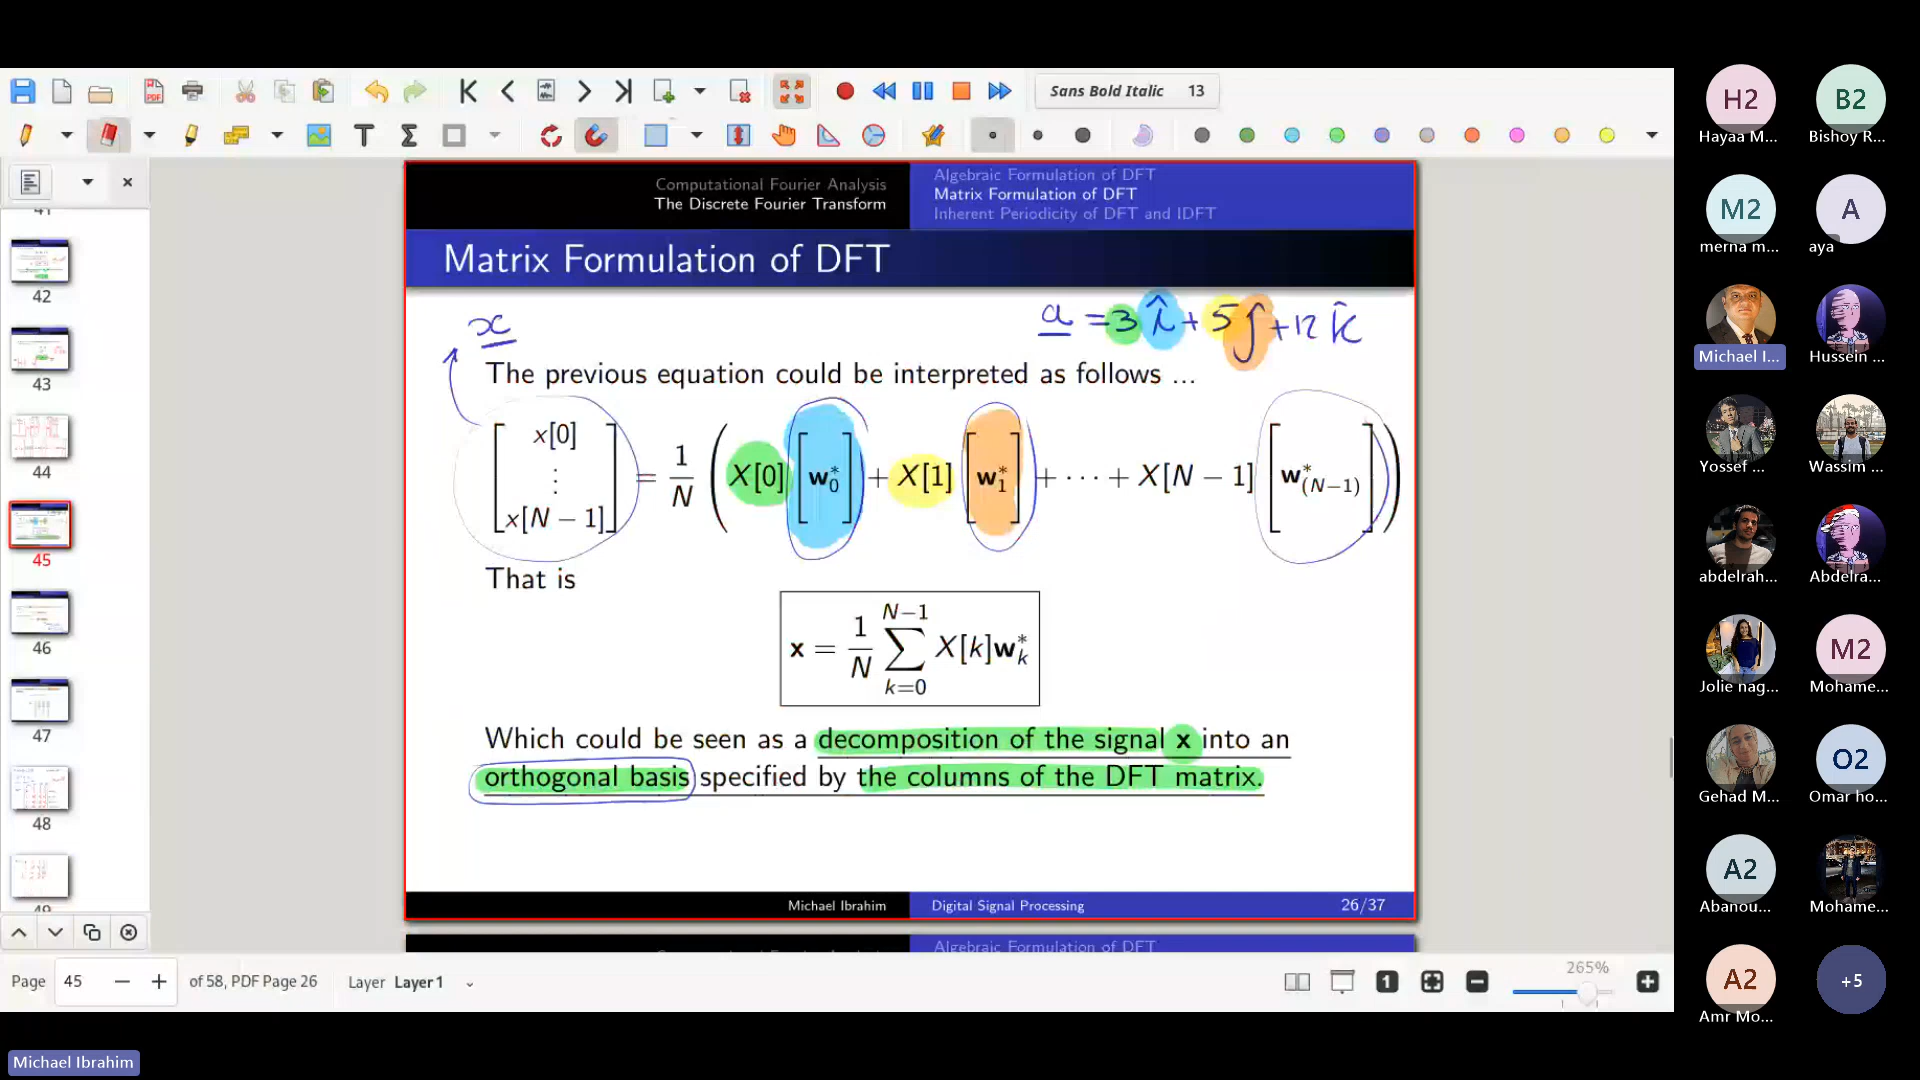 Sans Bold Italic 13
Computational Fourier Analysis
The Discrete Fourier Transform
Algebraic Formulation of DFT
Matrix Formulation of DFT
Inherent Periodicity of DFT and IDFT
Matrix Formulation of DFT
x
a = 3 î + 5 ĵ + 12 k̂
The previous equation could be interpreted as follows ...
[x[0] ⋮ x[N − 1]] = 1/N (X[0] [w₀*] + X[1] [w₁*] + ⋯ + X[N − 1] [w*₍N−1₎])
That is
x = 1/N ∑_{k=0}^{N−1} X[k]w_k^*
Which could be seen as a decomposition of the signal x into an
orthogonal basis specified by the columns of the DFT matrix.
Michael Ibrahim
Digital Signal Processing
26/37
Algebraic Formulation of DFT
42
43
44
45
46
47
48
49
Page 45 of 58, PDF Page 26
Layer Layer 1
265%
H2
Hayaa M...
B2
Bishoy R...
M2
merna m...
A
aya
Michael I...
Hussein ...
Yossef ...
Wassim ...
abdelrah...
Abdelra...
Jolie nag...
M2
Mohame...
Gehad M...
O2
Omar ho...
A2
Abanou...
Mohame...
A2
Amr Mo...
+5
Michael Ibrahim